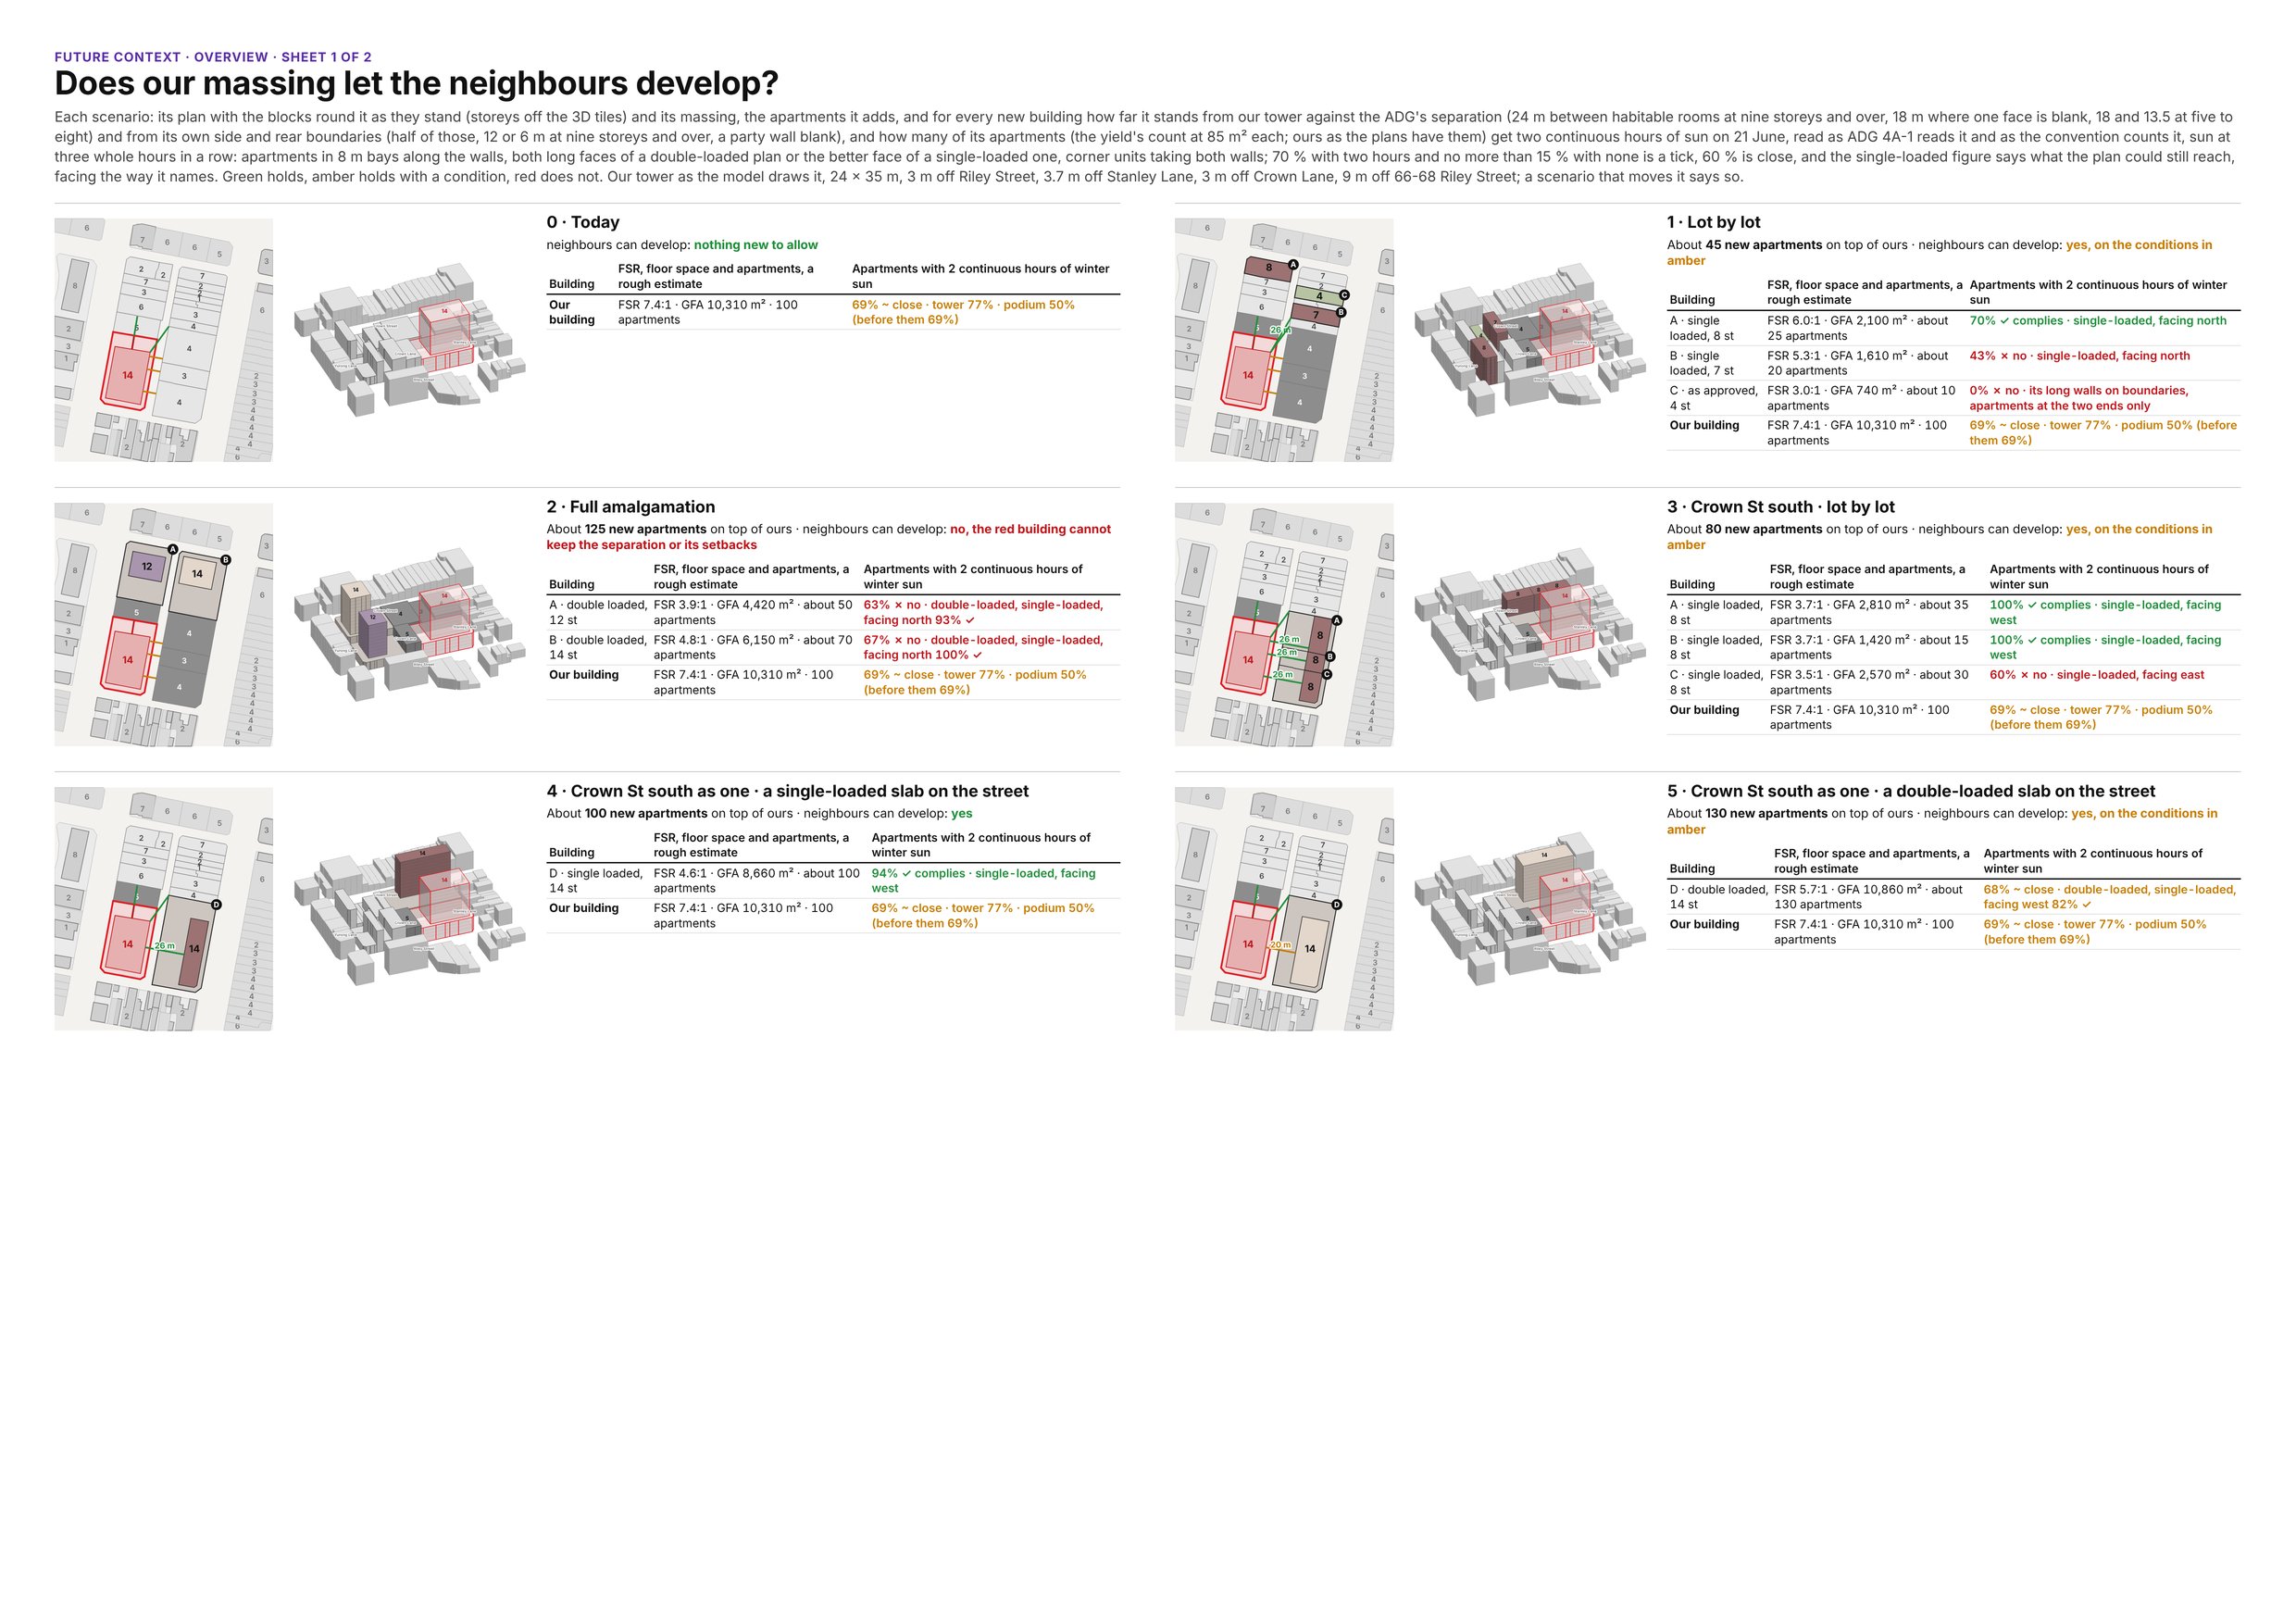 FUTURE CONTEXT · OVERVIEW · SHEET 1 OF 2
Does our massing let the neighbours develop?
Each scenario: its plan with the blocks round it as they stand (storeys off the 3D tiles) and its massing, the apartments it adds, and for every new building how far it stands from our tower against the ADG's separation (24 m between habitable rooms at nine storeys and over, 18 m where one face is blank, 18 and 13.5 at five to
eight) and from its own side and rear boundaries (half of those, 12 or 6 m at nine storeys and over, a party wall blank), and how many of its apartments (the yield's count at 85 m² each; ours as the plans have them) get two continuous hours of sun on 21 June, read as ADG 4A-1 reads it and as the convention counts it, sun at
three whole hours in a row: apartments in 8 m bays along the walls, both long faces of a double-loaded plan or the better face of a single-loaded one, corner units taking both walls; 70 % with two hours and no more than 15 % with none is a tick, 60 % is close, and the single-loaded figure says what the plan could still reach,
facing the way it names. Green holds, amber holds with a condition, red does not. Our tower as the model draws it, 24 × 35 m, 3 m off Riley Street, 3.7 m off Stanley Lane, 3 m off Crown Lane, 9 m off 66-68 Riley Street; a scenario that moves it says so.
0 · Today
neighbours can develop: nothing new to allow
Building
FSR, floor space and apartments, a
rough estimate
Apartments with 2 continuous hours of winter
sun
Our
building
FSR 7.4:1 · GFA 10,310 m² · 100
apartments
69% ~ close · tower 77% · podium 50%
(before them 69%)
1 · Lot by lot
About 45 new apartments on top of ours · neighbours can develop: yes, on the conditions in
amber
Building
FSR, floor space and apartments, a
rough estimate
Apartments with 2 continuous hours of winter
sun
A · single
loaded, 8 st
FSR 6.0:1 · GFA 2,100 m² · about
25 apartments
70% ✓ complies · single-loaded, facing north
B · single
loaded, 7 st
FSR 5.3:1 · GFA 1,610 m² · about
20 apartments
43% × no · single-loaded, facing north
C · as approved,
4 st
FSR 3.0:1 · GFA 740 m² · about 10
apartments
0% × no · its long walls on boundaries,
apartments at the two ends only
Our building
FSR 7.4:1 · GFA 10,310 m² · 100
apartments
69% ~ close · tower 77% · podium 50% (before
them 69%)
2 · Full amalgamation
About 125 new apartments on top of ours · neighbours can develop: no, the red building cannot
keep the separation or its setbacks
Building
FSR, floor space and apartments, a
rough estimate
Apartments with 2 continuous hours of
winter sun
A · double loaded,
12 st
FSR 3.9:1 · GFA 4,420 m² · about 50
apartments
63% × no · double-loaded, single-loaded,
facing north 93% ✓
B · double loaded,
14 st
FSR 4.8:1 · GFA 6,150 m² · about 70
apartments
67% × no · double-loaded, single-loaded,
facing north 100% ✓
Our building
FSR 7.4:1 · GFA 10,310 m² · 100
apartments
69% ~ close · tower 77% · podium 50%
(before them 69%)
3 · Crown St south · lot by lot
About 80 new apartments on top of ours · neighbours can develop: yes, on the conditions in
amber
Building
FSR, floor space and apartments, a
rough estimate
Apartments with 2 continuous hours of
winter sun
A · single loaded,
8 st
FSR 3.7:1 · GFA 2,810 m² · about 35
apartments
100% ✓ complies · single-loaded, facing
west
B · single loaded,
8 st
FSR 3.7:1 · GFA 1,420 m² · about 15
apartments
100% ✓ complies · single-loaded, facing
west
C · single loaded,
8 st
FSR 3.5:1 · GFA 2,570 m² · about 30
apartments
60% × no · single-loaded, facing east
Our building
FSR 7.4:1 · GFA 10,310 m² · 100
apartments
69% ~ close · tower 77% · podium 50%
(before them 69%)
4 · Crown St south as one · a single-loaded slab on the street
About 100 new apartments on top of ours · neighbours can develop: yes
Building
FSR, floor space and apartments, a
rough estimate
Apartments with 2 continuous hours of
winter sun
D · single loaded,
14 st
FSR 4.6:1 · GFA 8,660 m² · about 100
apartments
94% ✓ complies · single-loaded, facing
west
Our building
FSR 7.4:1 · GFA 10,310 m² · 100
apartments
69% ~ close · tower 77% · podium 50%
(before them 69%)
5 · Crown St south as one · a double-loaded slab on the street
About 130 new apartments on top of ours · neighbours can develop: yes, on the conditions in
amber
Building
FSR, floor space and apartments, a
rough estimate
Apartments with 2 continuous hours of
winter sun
D · double loaded,
14 st
FSR 5.7:1 · GFA 10,860 m² · about
130 apartments
68% ~ close · double-loaded, single-loaded,
facing west 82% ✓
Our building
FSR 7.4:1 · GFA 10,310 m² · 100
apartments
69% ~ close · tower 77% · podium 50%
(before them 69%)